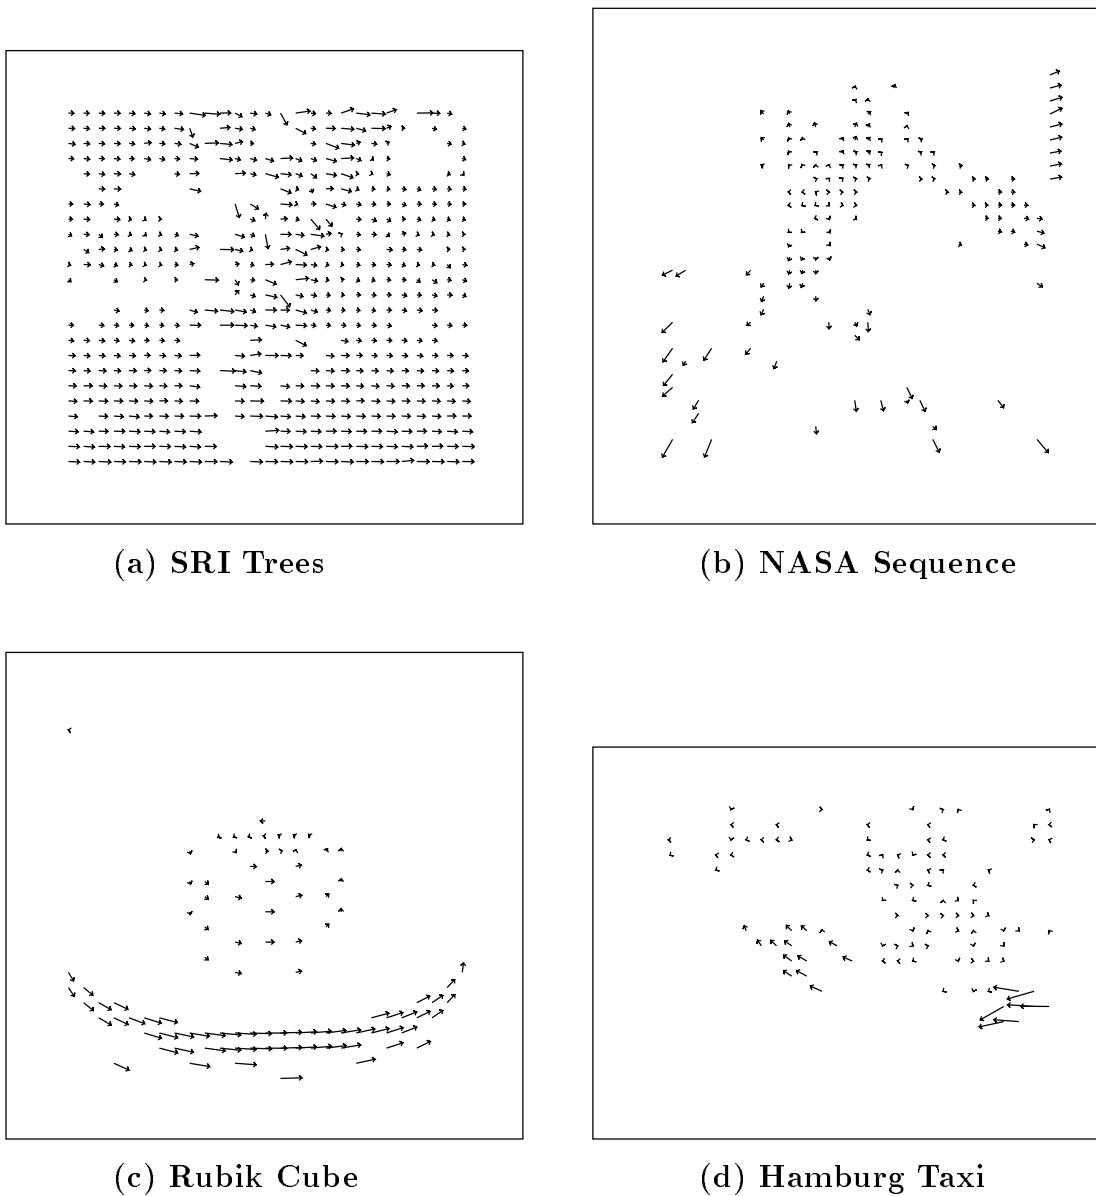 (a) SRI Trees
(b) NASA Sequence
(c) Rubik Cube
(d) Hamburg Taxi